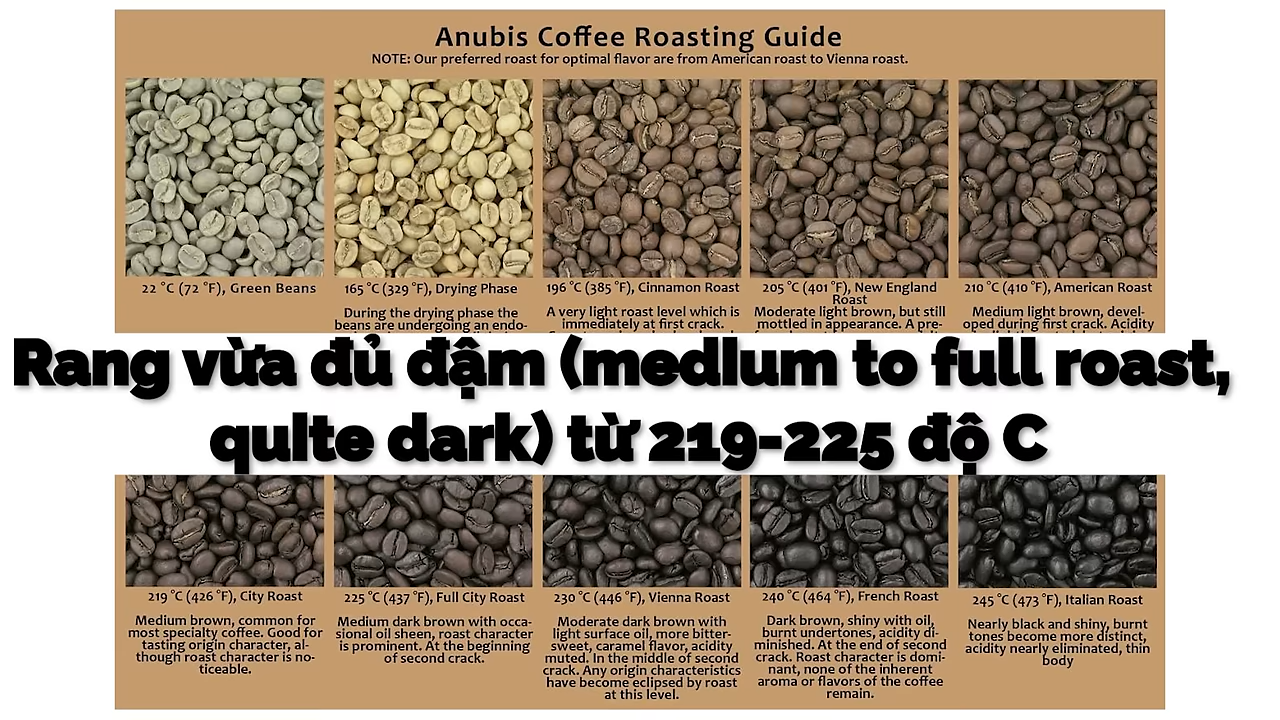 Anubis Coffee Roasting Guide
NOTE: Our preferred roast for optimal flavor are from American roast to Vienna roast.
22 °C (72 °F), Green Beans
165 °C (329 °F), Drying Phase
During the drying phase the
beans are undergoing an endo-
196 °C (385 °F), Cinnamon Roast
A very light roast level which is
immediately at first crack.
205 °C (401 °F), New England
Roast
Moderate light brown, but still
mottled in appearance. A pre-
210 °C (410 °F), American Roast
Medium light brown, devel-
oped during first crack. Acidity
Rang vừa đủ đậm (medIum to full roast,
quIte dark) từ 219-225 độ C
219 °C (426 °F), City Roast
Medium brown, common for
most specialty coffee. Good for
tasting origin character, al-
though roast character is no-
ticeable.
225 °C (437 °F), Full City Roast
Medium dark brown with occa-
sional oil sheen, roast character
is prominent. At the beginning
of second crack.
230 °C (446 °F), Vienna Roast
Moderate dark brown with
light surface oil, more bitter-
sweet, caramel flavor, acidity
muted. In the middle of second
crack. Any origin characteristics
have become eclipsed by roast
at this level.
240 °C (464 °F), French Roast
Dark brown, shiny with oil,
burnt undertones, acidity di-
minished. At the end of second
crack. Roast character is domi-
nant, none of the inherent
aroma or flavors of the coffee
remain.
245 °C (473 °F), Italian Roast
Nearly black and shiny, burnt
tones become more distinct,
acidity nearly eliminated, thin
body